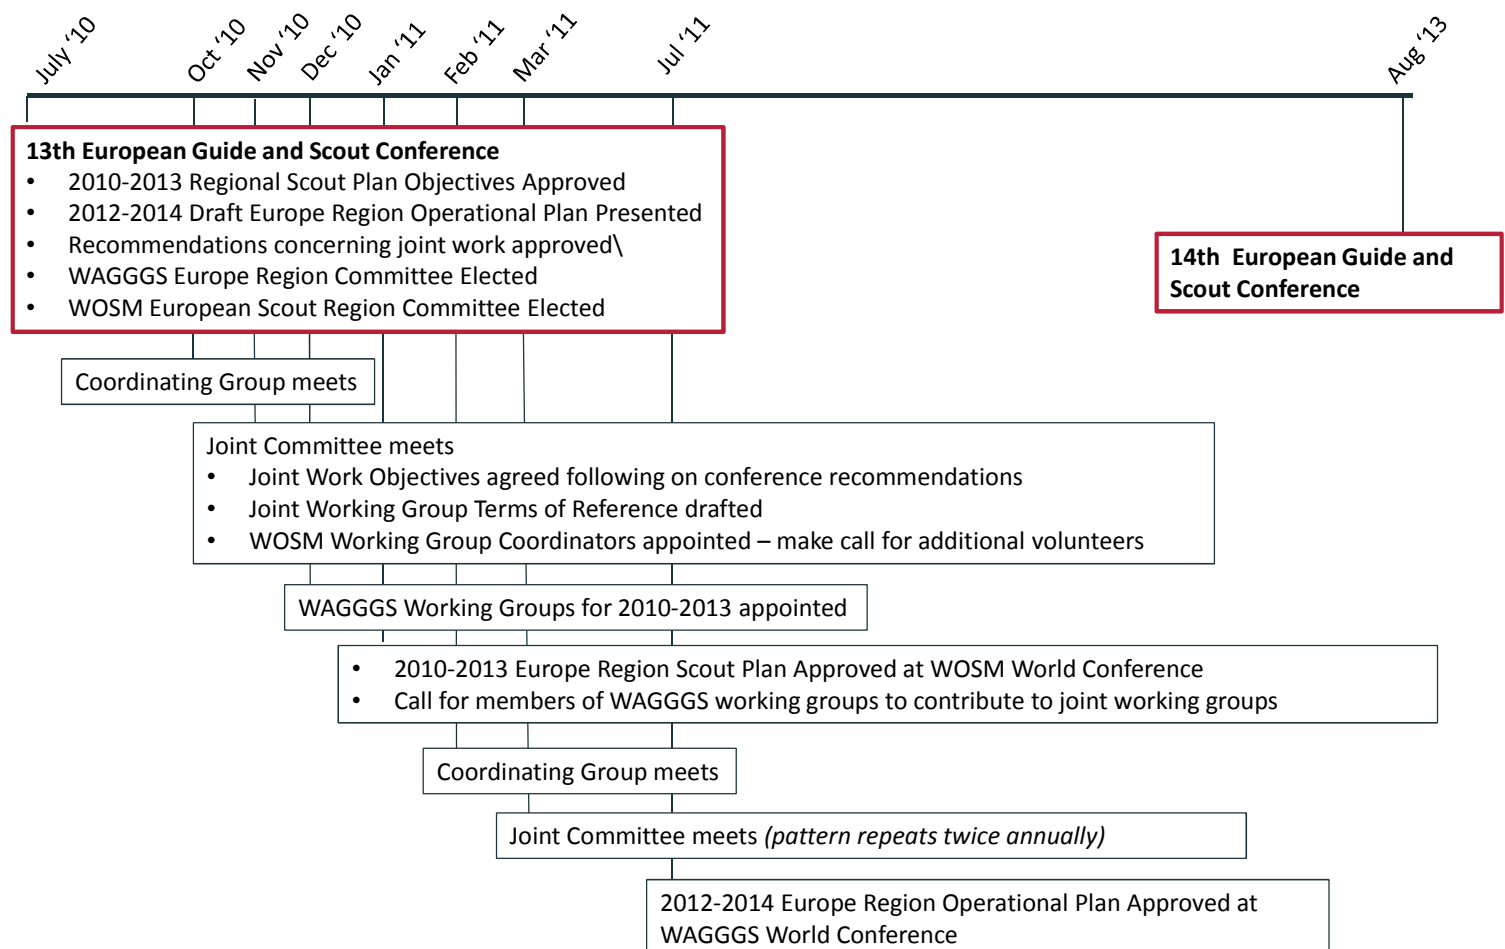 July ‘10
Oct ‘10
Nov ‘10
Dec ‘10
Jan ‘11
Feb ‘11
Mar ‘11
Jul ‘11
Aug ‘13
13th European Guide and Scout Conference
• 2010-2013 Regional Scout Plan Objectives Approved
• 2012-2014 Draft Europe Region Operational Plan Presented
• Recommendations concerning joint work approved\
• WAGGGS Europe Region Committee Elected
• WOSM European Scout Region Committee Elected
14th European Guide and
Scout Conference
Coordinating Group meets
Joint Committee meets
• Joint Work Objectives agreed following on conference recommendations
• Joint Working Group Terms of Reference drafted
• WOSM Working Group Coordinators appointed – make call for additional volunteers
WAGGGS Working Groups for 2010-2013 appointed
• 2010-2013 Europe Region Scout Plan Approved at WOSM World Conference
• Call for members of WAGGGS working groups to contribute to joint working groups
Coordinating Group meets
Joint Committee meets (pattern repeats twice annually)
2012-2014 Europe Region Operational Plan Approved at
WAGGGS World Conference